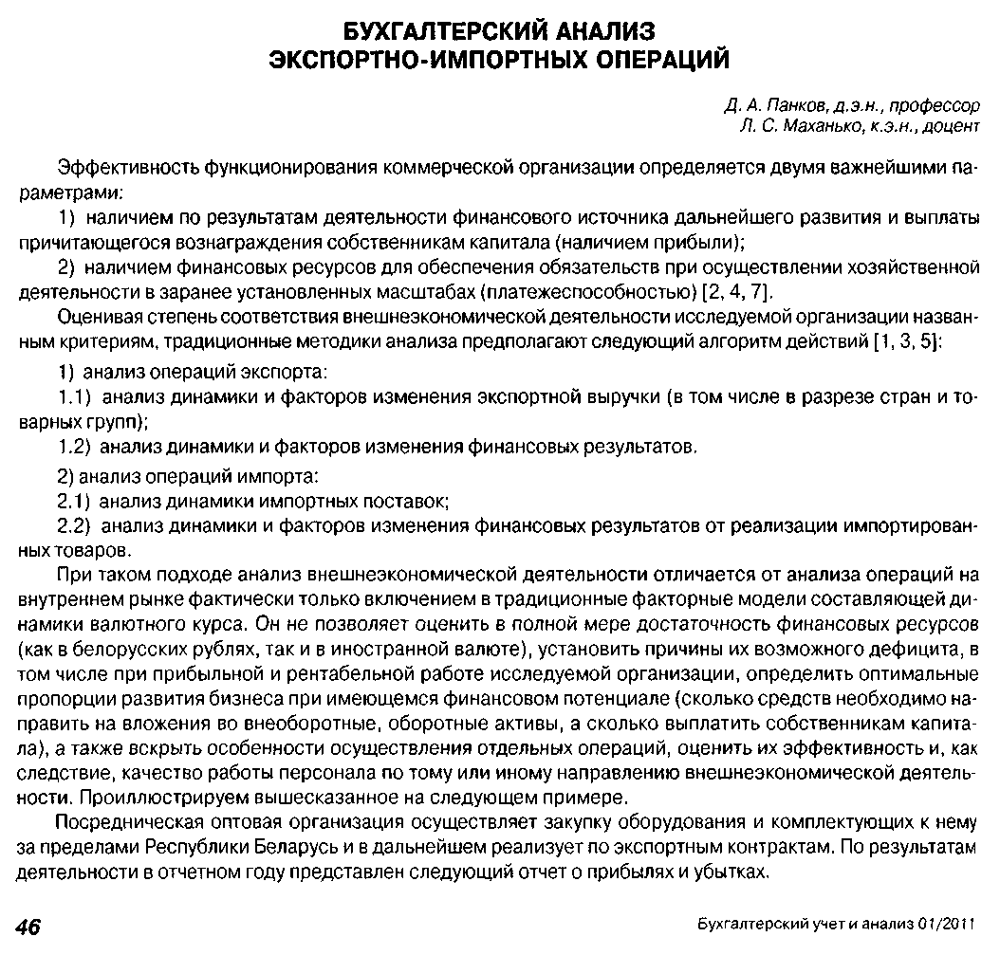 БУХГАЛТЕРСКИЙ АНАЛИЗ
ЭКСПОРТНО-ИМПОРТНЫХ ОПЕРАЦИЙ
Д. А. Панков, д.э.н., профессор
Л. С. Маханько, к.э.н., доцент
Эффективность функционирования коммерческой организации определяется двумя важнейшими па-
раметрами:
1) наличием по результатам деятельности финансового источника дальнейшего развития и выплаты
причитающегося вознаграждения собственникам капитала (наличием прибыли);
2) наличием финансовых ресурсов для обеспечения обязательств при осуществлении хозяйственной
деятельности в заранее установленных масштабах (платежеспособностью) [2, 4, 7].
Оценивая степень соответствия внешнеэкономической деятельности исследуемой организации назван-
ным критериям, традиционные методики анализа предполагают следующий алгоритм действий [1, 3, 5]:
1) анализ операций экспорта:
1.1) анализ динамики и факторов изменения экспортной выручки (в том числе в разрезе стран и то-
варных групп);
1.2) анализ динамики и факторов изменения финансовых результатов.
2) анализ операций импорта:
2.1) анализ динамики импортных поставок;
2.2) анализ динамики и факторов изменения финансовых результатов от реализации импортирован-
ных товаров.
При таком подходе анализ внешнеэкономической деятельности отличается от анализа операций на
внутреннем рынке фактически только включением в традиционные факторные модели составляющей ди-
намики валютного курса. Он не позволяет оценить в полной мере достаточность финансовых ресурсов
(как в белорусских рублях, так и в иностранной валюте), установить причины их возможного дефицита, в
том числе при прибыльной и рентабельной работе исследуемой организации, определить оптимальные
пропорции развития бизнеса при имеющемся финансовом потенциале (сколько средств необходимо на-
править на вложения во внеоборотные, оборотные активы, а сколько выплатить собственникам капита-
ла), а также вскрыть особенности осуществления отдельных операций, оценить их эффективность и, как
следствие, качество работы персонала по тому или иному направлению внешнеэкономической деятель-
ности. Проиллюстрируем вышесказанное на следующем примере.
Посредническая оптовая организация осуществляет закупку оборудования и комплектующих к нему
за пределами Республики Беларусь и в дальнейшем реализует по экспортным контрактам. По результатам
деятельности в отчетном году представлен следующий отчет о прибылях и убытках.
46
Бухгалтерский учет и анализ 01/2011